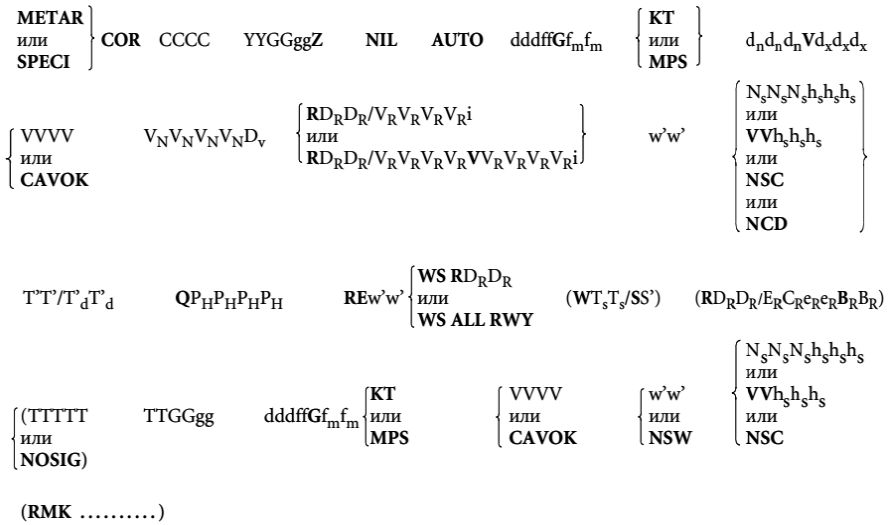 METAR
или
SPECI
COR CCCC YYGGggZ NIL AUTO dddffGfmfm
KT
или
MPS
dndndnVdxdxdx
VVVV
или
CAVOK
VNVNVNVNDv
RDRDR/VRVRVRVRi
или
RDRDR/VRVRVRVRVVRVRVRVRi
w'w'
NsNsNshshshs
или
VVhshshs
или
NSC
или
NCD
T'T'/T'dT'd QPHPHPHPH REw'w'
WS RDRDR
или
WS ALL RWY
(WTsTs/SS') (RDRDR/ERCReReRBRBR)
(TTTTT
или
NOSIG)
TTGGgg dddffGfmfm
KT
или
MPS
VVVV
или
CAVOK
w'w'
или
NSW
NsNsNshshshs
или
VVhshshs
или
NSC
(RMK ..........)